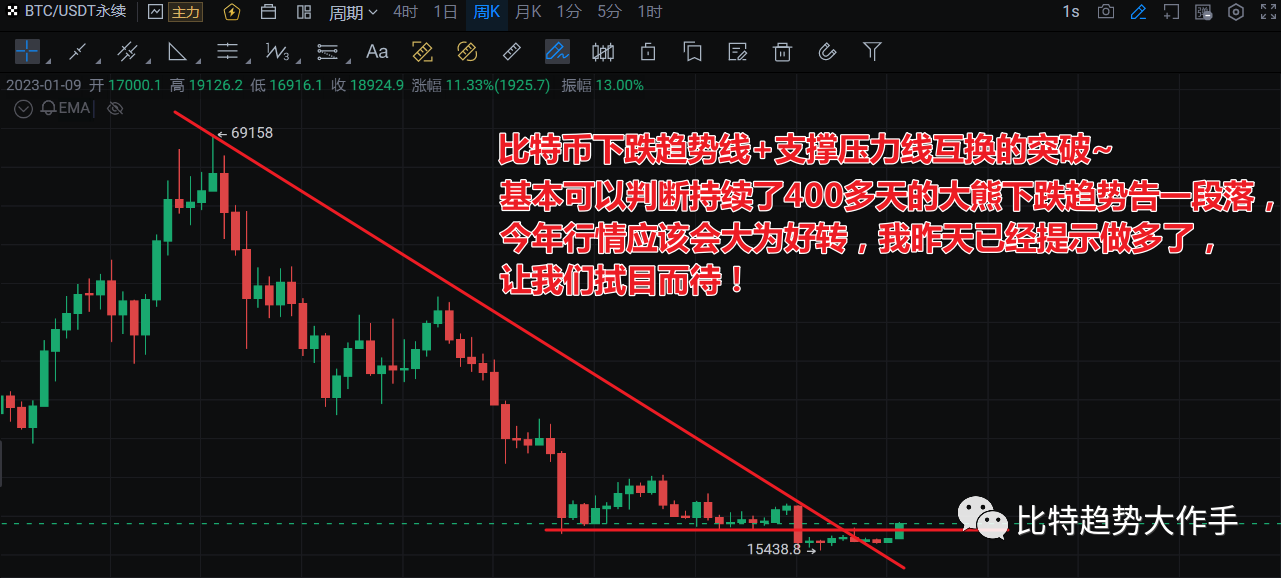 BTC/USDT永续 主力 周期 4时 1日 周K 月K 1分 5分 1时 1s
Aa
2023-01-09 开 17000.1 高 19126.2 低 16916.1 收 18924.9 涨幅 11.33%(1925.7) 振幅 13.00%
EMA
←69158
比特币下跌趋势线+支撑压力线互换的突破~
基本可以判断持续了400多天的大熊下跌趋势告一段落，
今年行情应该会大为好转，我昨天已经提示做多了，
让我们拭目而待！
比特趋势大作手
15438.8→